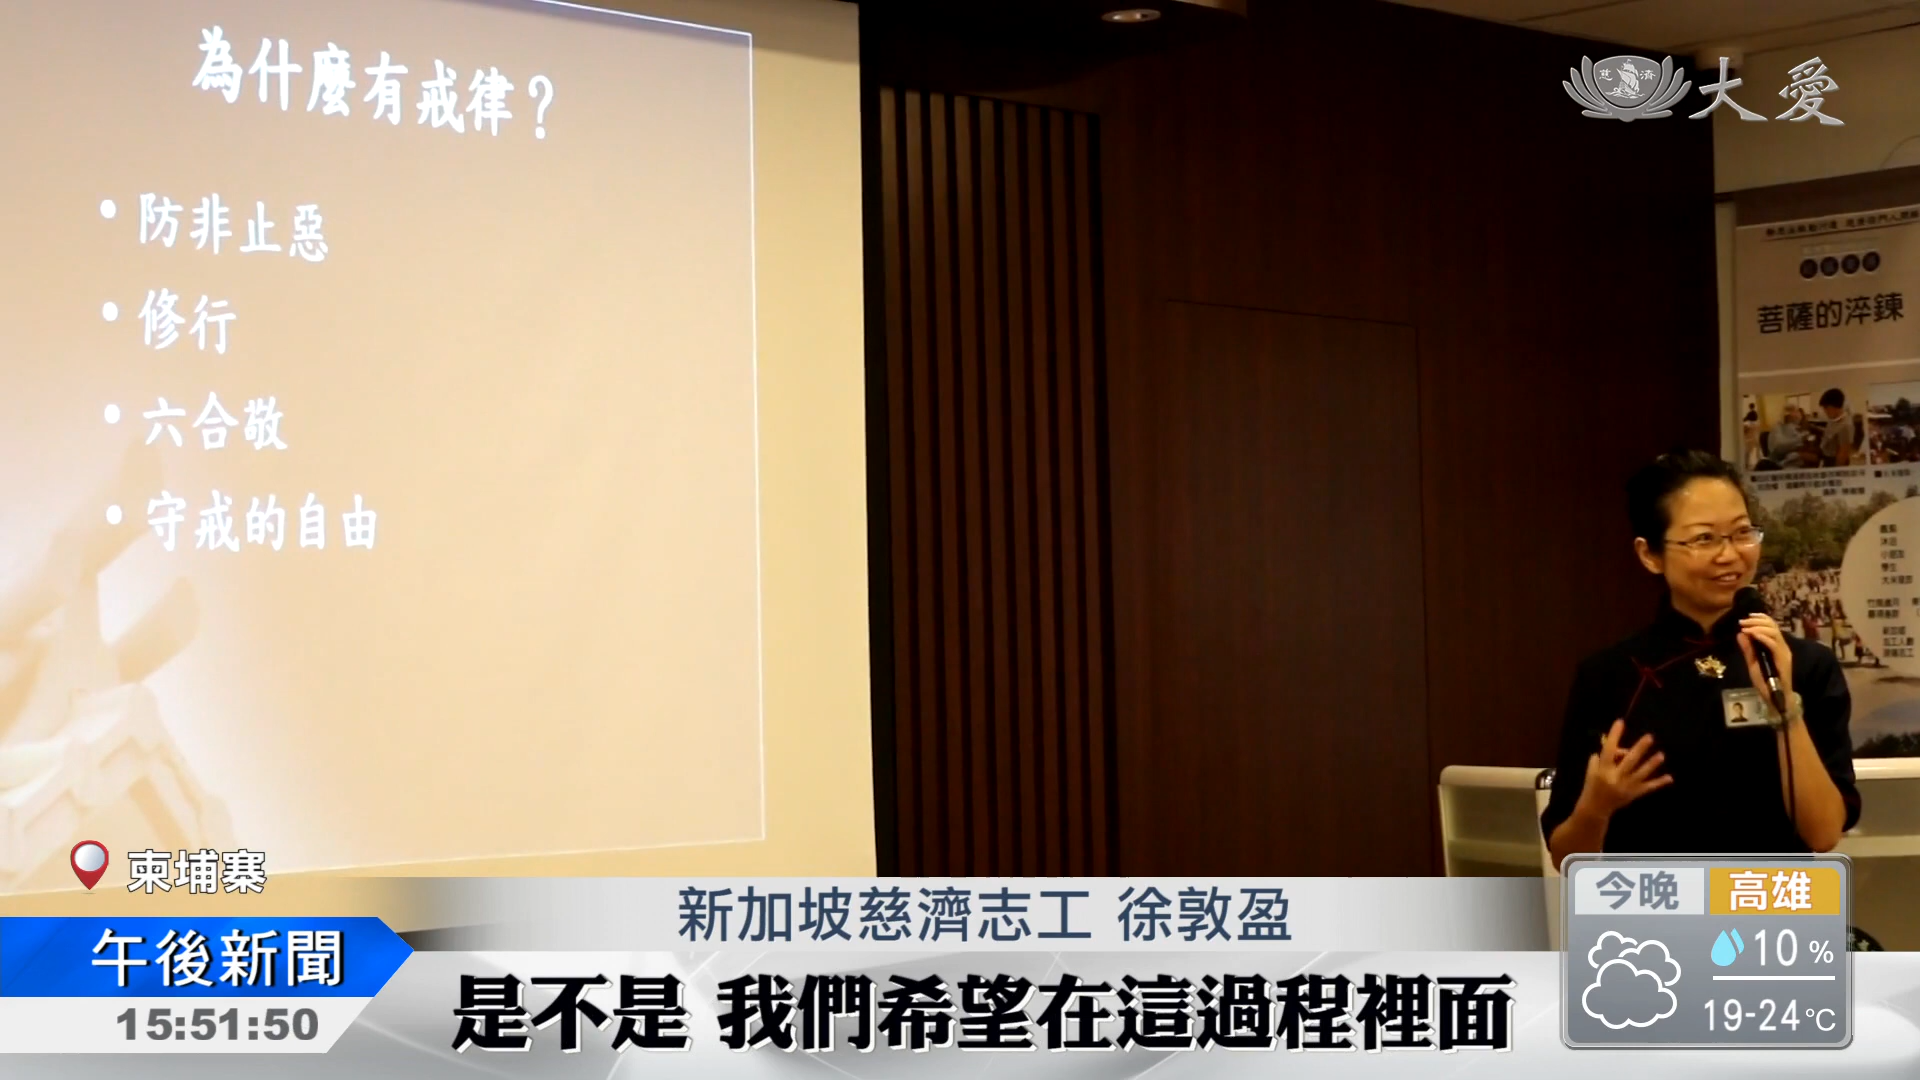 為什麼有戒律？
• 防非止惡
• 修行
• 六合敬
• 守戒的自由
慈濟
大愛
菩薩的淬鍊
柬埔寨
新加坡慈濟志工 徐敦盈
午後新聞
15:51:50
是不是 我們希望在這過程裡面
今晚 高雄
10 %
19-24℃